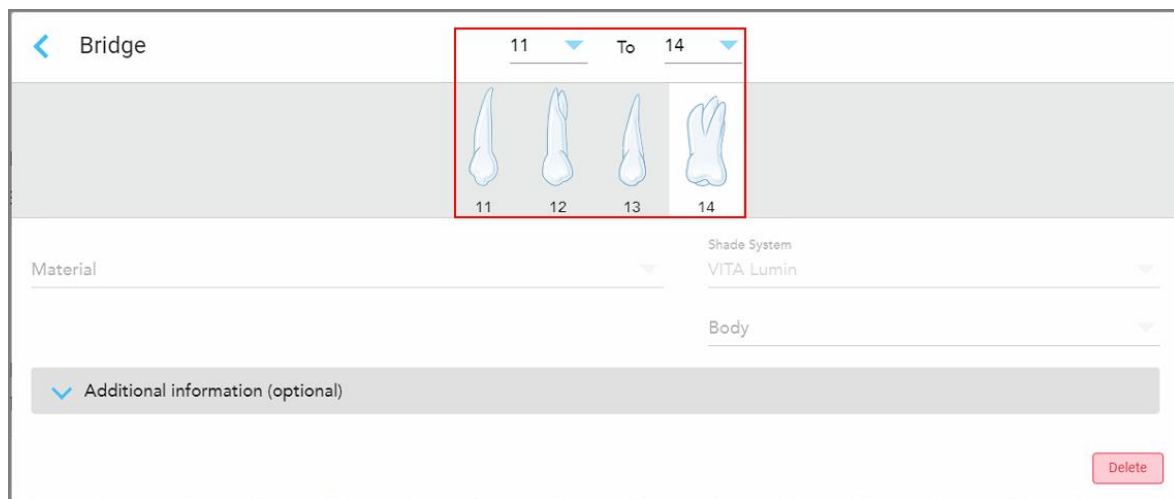 Bridge
11 To 14
11 12 13 14
Shade System
Material VITA Lumin
Body
Additional information (optional)
Delete